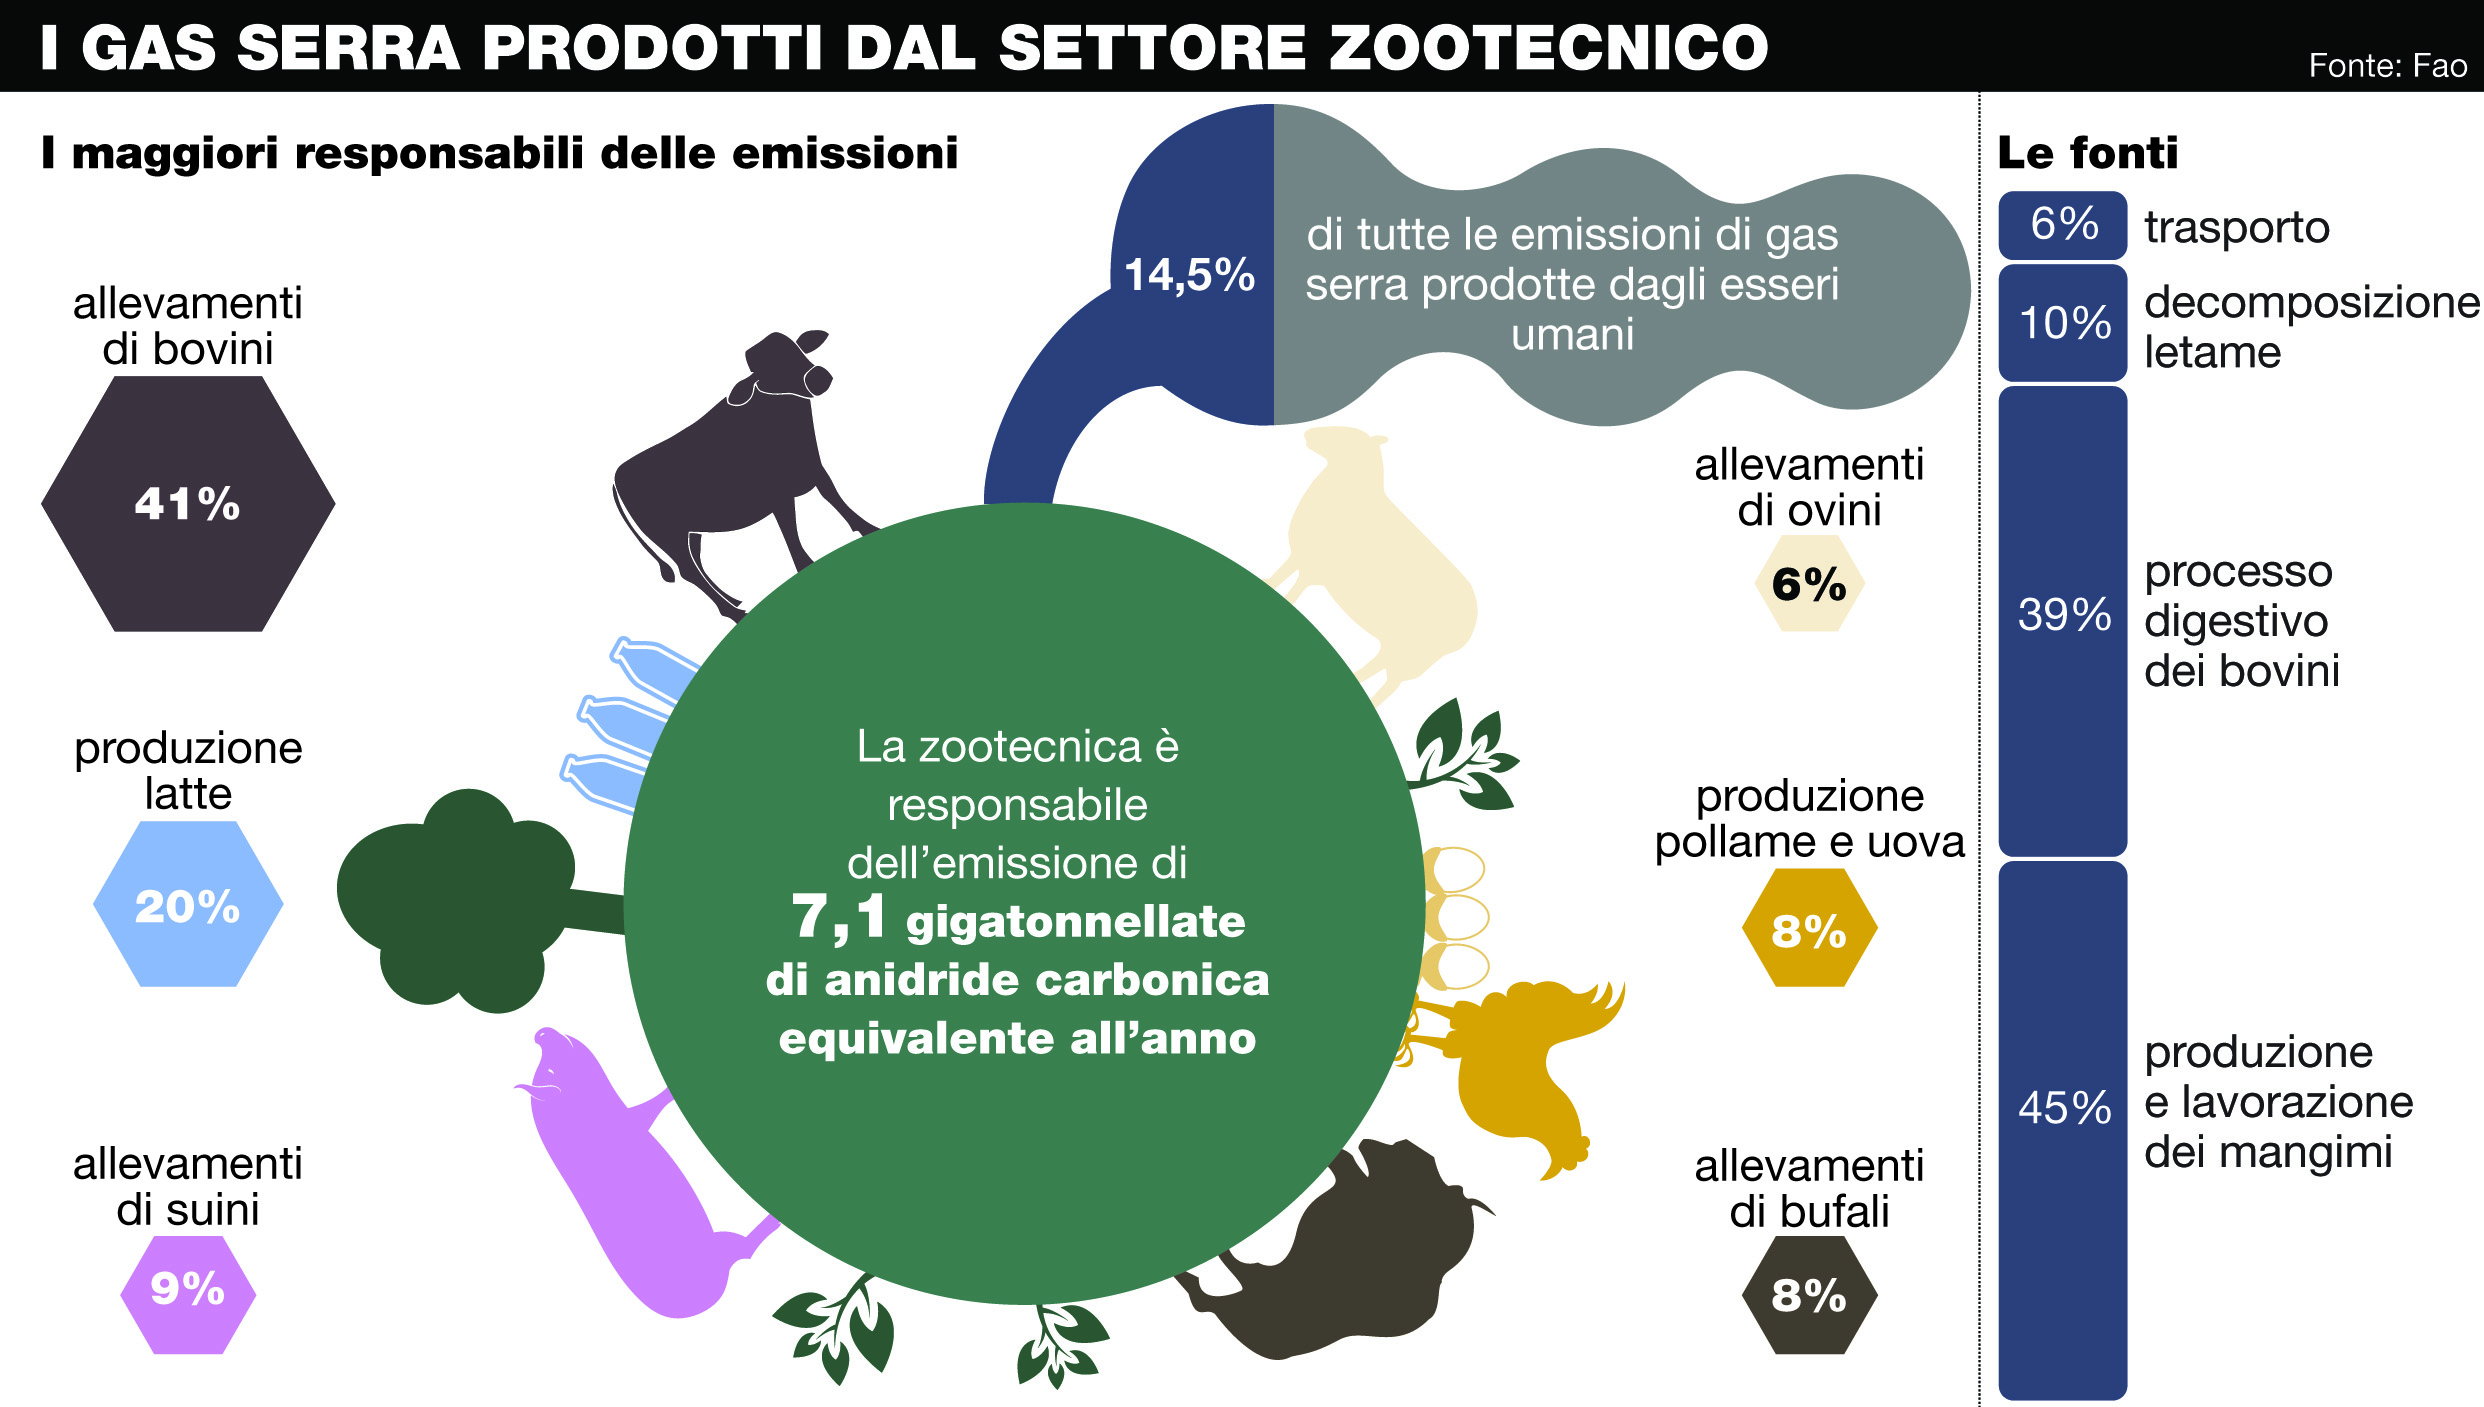 I GAS SERRA PRODOTTI DAL SETTORE ZOOTECNICO
Fonte: Fao
I maggiori responsabili delle emissioni
allevamenti
di bovini
41%
produzione
latte
20%
allevamenti
di suini
9%
14,5%
di tutte le emissioni di gas
serra prodotte dagli esseri
umani
La zootecnica è
responsabile
dell'emissione di
7,1 gigatonnellate
di anidride carbonica
equivalente all'anno
allevamenti
di ovini
6%
produzione
pollame e uova
8%
allevamenti
di bufali
8%
Le fonti
6%
trasporto
10%
decomposizione
letame
39%
processo
digestivo
dei bovini
45%
produzione
e lavorazione
dei mangimi